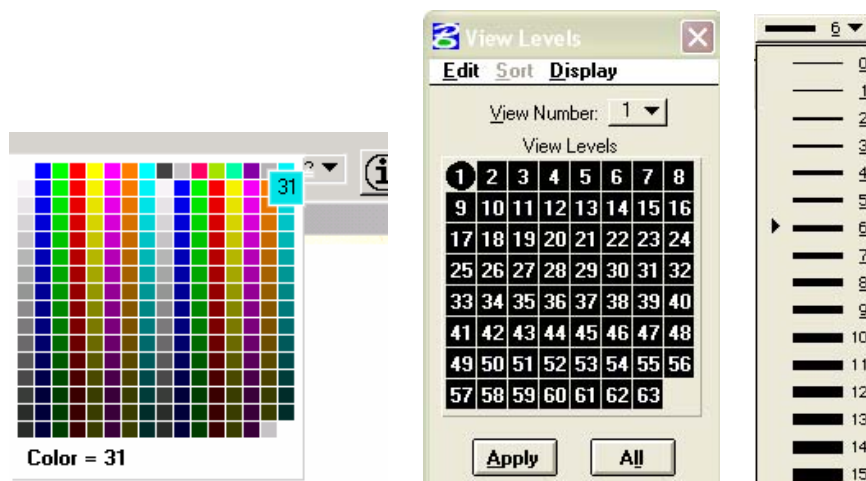 31
Color = 31
View Levels
Edit Sort Display
View Number: 1
View Levels
1 2 3 4 5 6 7 8
9 10 11 12 13 14 15 16
17 18 19 20 21 22 23 24
25 26 27 28 29 30 31 32
33 34 35 36 37 38 39 40
41 42 43 44 45 46 47 48
49 50 51 52 53 54 55 56
57 58 59 60 61 62 63
Apply All
6
0
1
2
3
4
5
6
7
8
9
10
11
12
13
14
15